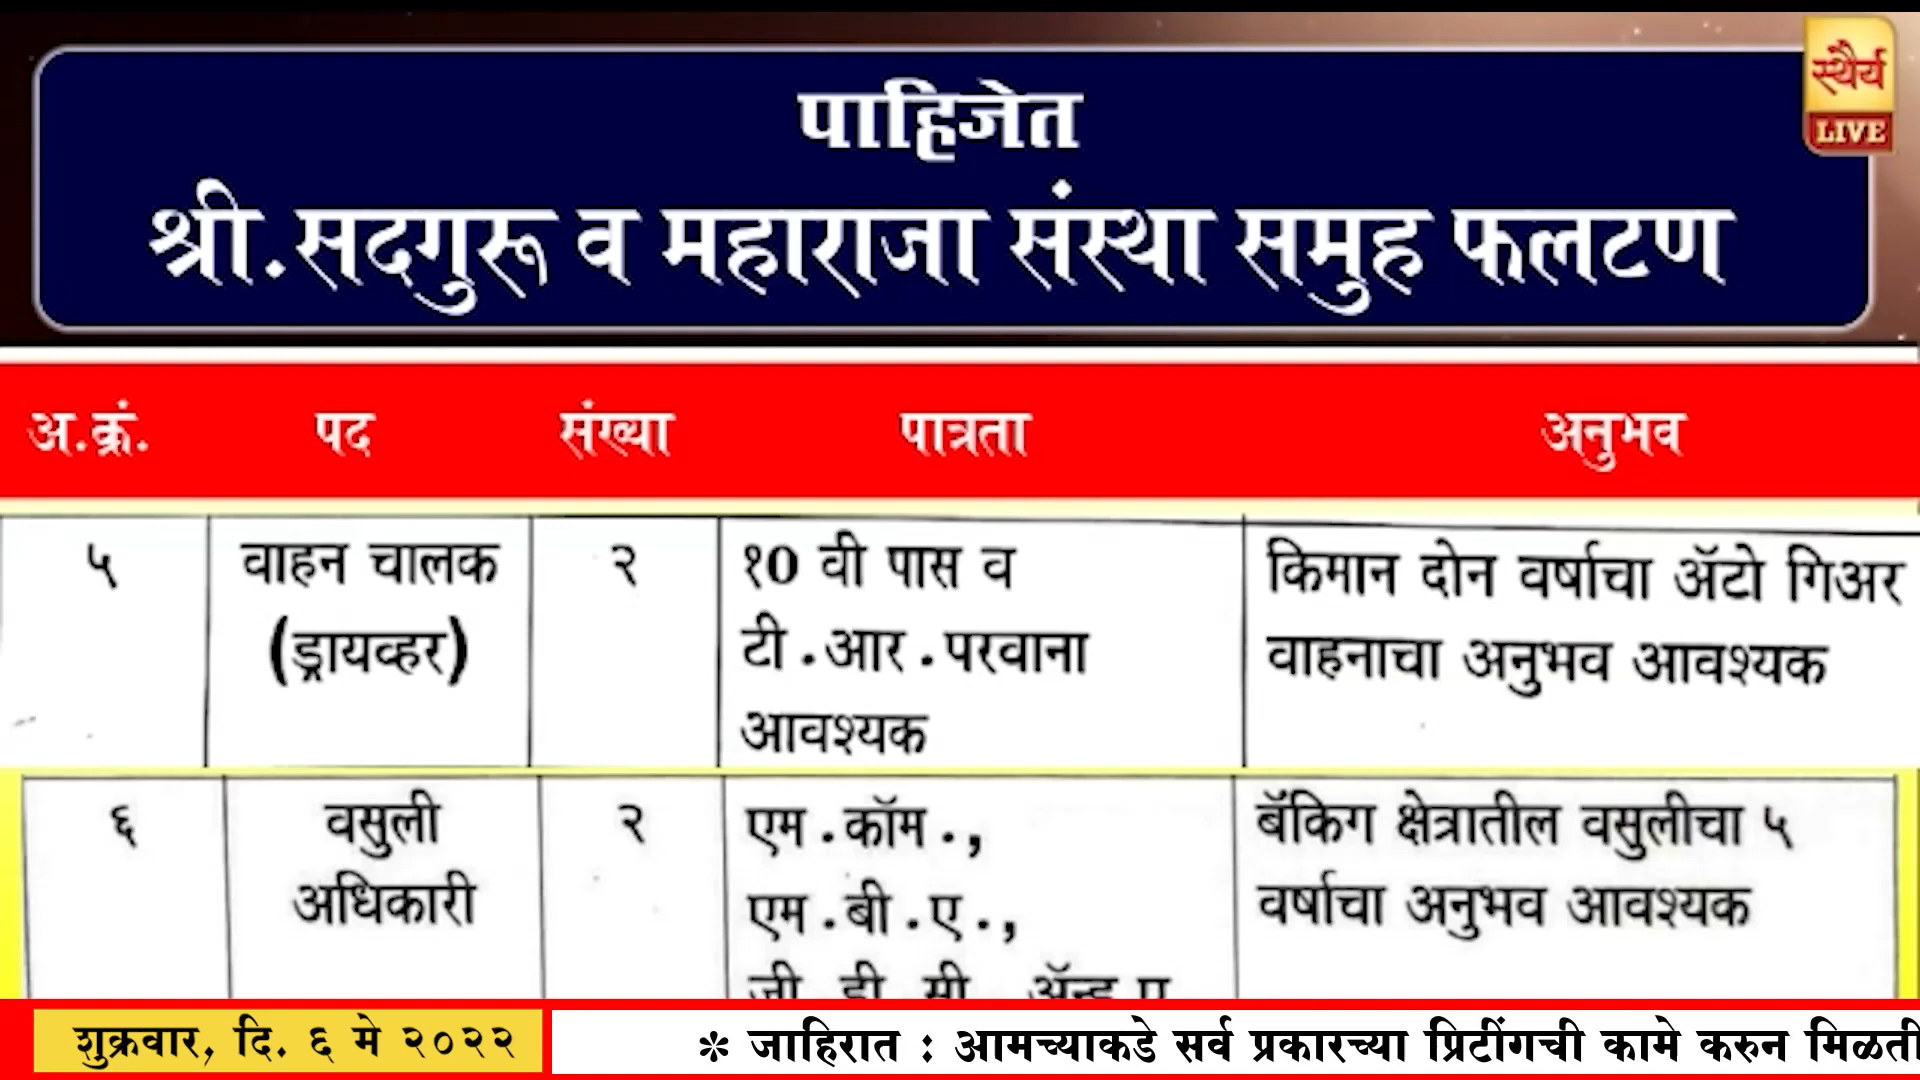 पाहिजेत
स्थैर्य
LIVE
श्री.सदगुरू व महाराजा संस्था समुह फलटण
अ.क्रं. पद संख्या पात्रता अनुभव
५ वाहन चालक २ १० वी पास व किमान दोन वर्षाचा ॲटो गिअर
(ड्रायव्हर) टी.आर.परवाना वाहनाचा अनुभव आवश्यक
आवश्यक
६ वसुली २ एम.कॉम., बॅकिग क्षेत्रातील वसुलीचा ५
अधिकारी एम.बी.ए., वर्षाचा अनुभव आवश्यक
जी डी सी ॲन्ड ए
शुक्रवार, दि. ६ मे २०२२ * जाहिरात : आमच्याकडे सर्व प्रकारच्या प्रिटींगची कामे करुन मिळती